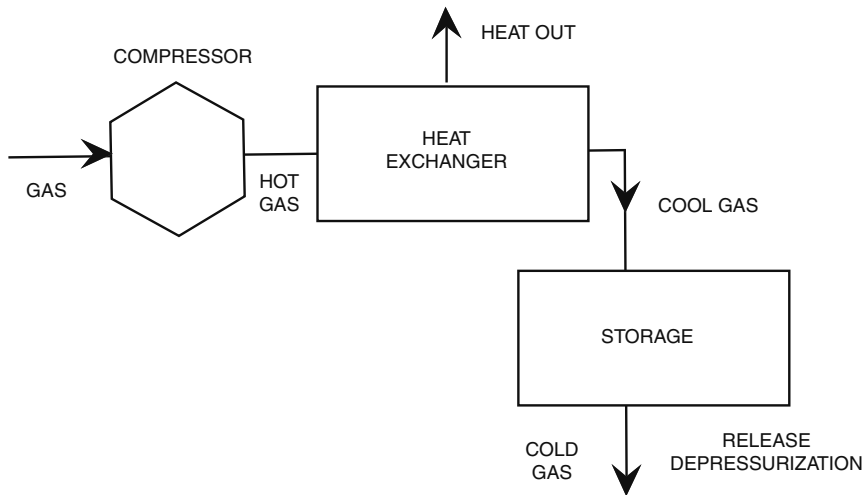 HEAT OUT
COMPRESSOR
HEAT
EXCHANGER
GAS
HOT
GAS
COOL GAS
STORAGE
COLD
GAS
RELEASE
DEPRESSURIZATION